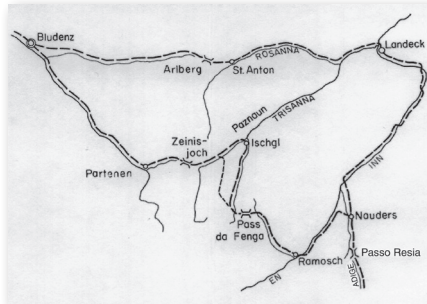 Bludenz
Landeck
ROSANNA
Arlberg
St. Anton
Paznaun
TRISANNA
Zeinis-
joch
Ischgl
Partenen
INN
Pass
da Fenga
Nauders
Ramosch
Passo Resia
EN
ADIGE